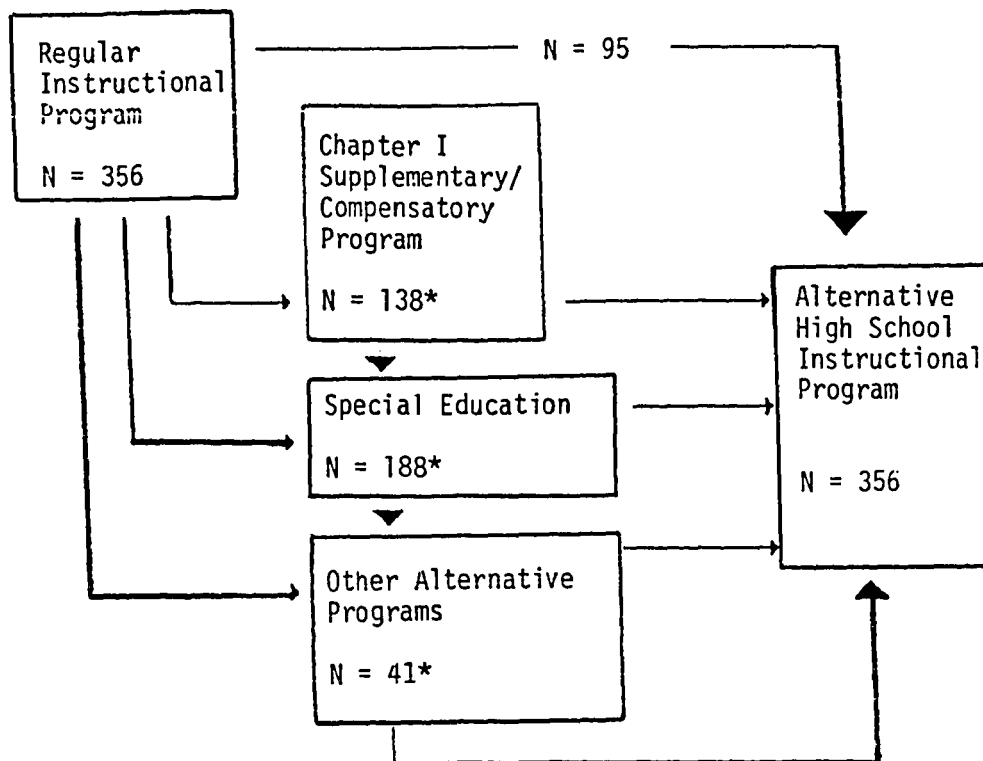 Regular
Instructional
Program
N = 356
N = 95
Chapter I
Supplementary/
Compensatory
Program
N = 138*
Special Education
N = 188*
Other Alternative
Programs
N = 41*
Alternative
High School
Instructional
Program
N = 356